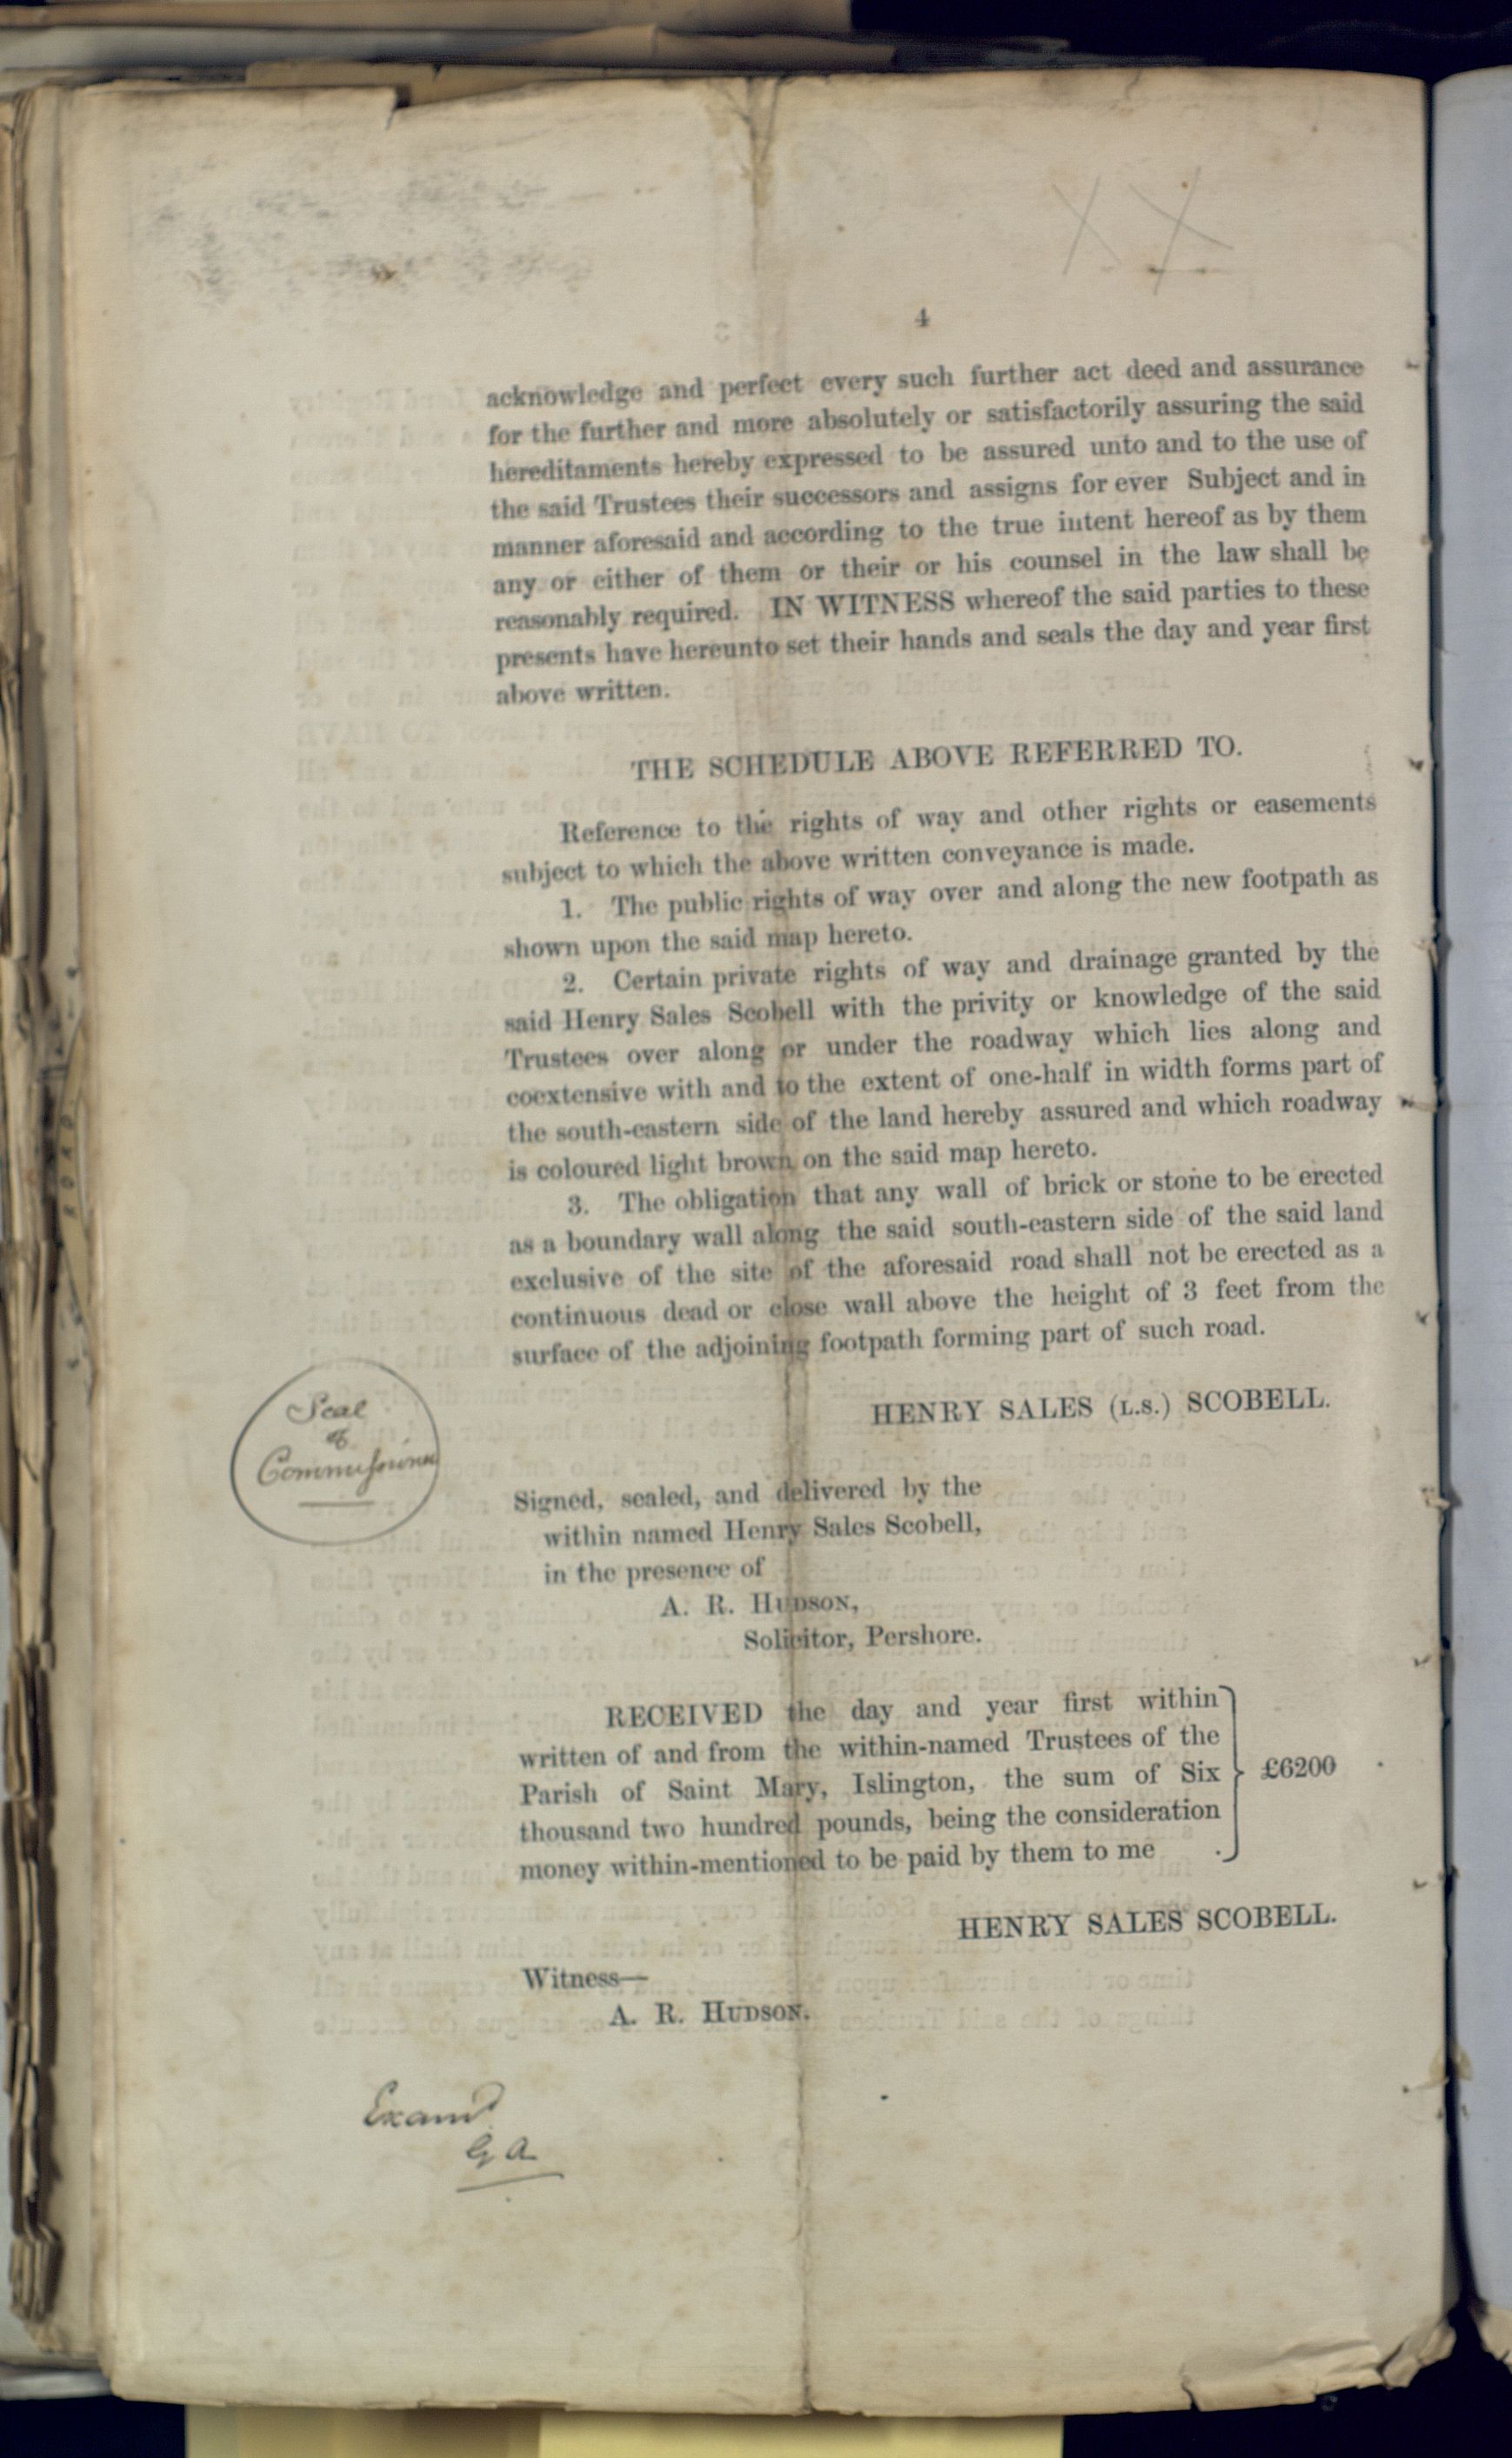 4
acknowledge and perfect every such further act deed and assurance
for the further and more absolutely or satisfactorily assuring the said
hereditaments hereby expressed to be assured unto and to the use of
the said Trustees their successors and assigns for ever Subject and in
manner aforesaid and according to the true intent hereof as by them
any or either of them or their or his counsel in the law shall be
reasonably required. IN WITNESS whereof the said parties to these
presents have hereunto set their hands and seals the day and year first
above written.
THE SCHEDULE ABOVE REFERRED TO.
Reference to the rights of way and other rights or easements
subject to which the above written conveyance is made.
1. The public rights of way over and along the new footpath as
shown upon the said map hereto.
2. Certain private rights of way and drainage granted by the
said Henry Sales Scobell with the privity or knowledge of the said
Trustees over along or under the roadway which lies along and
coextensive with and to the extent of one-half in width forms part of
the south-eastern side of the land hereby assured and which roadway
is coloured light brown on the said map hereto.
3. The obligation that any wall of brick or stone to be erected
as a boundary wall along the said south-eastern side of the said land
exclusive of the site of the aforesaid road shall not be erected as a
continuous dead or close wall above the height of 3 feet from the
surface of the adjoining footpath forming part of such road.
HENRY SALES (L.S.) SCOBELL.
Seal
of
Commissioners
Signed, sealed, and delivered by the
within named Henry Sales Scobell,
in the presence of
A. R. HUDSON,
Solicitor, Pershore.
RECEIVED the day and year first within
written of and from the within-named Trustees of the
Parish of Saint Mary, Islington, the sum of Six
thousand two hundred pounds, being the consideration
money within-mentioned to be paid by them to me
£6200
HENRY SALES SCOBELL.
Witness—
A. R. HUDSON.
Examd
G A